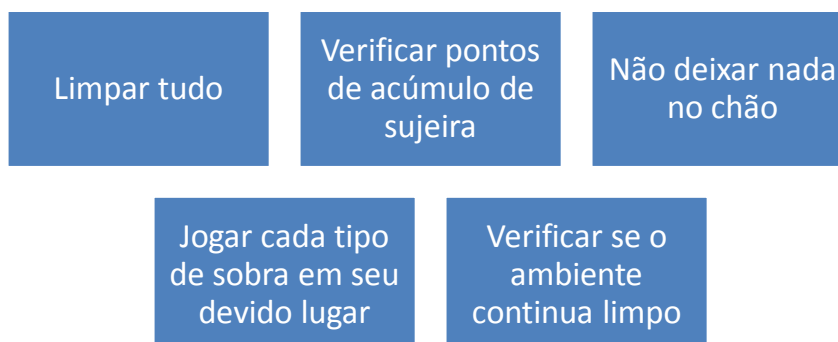 Limpar tudo
Verificar pontos
de acúmulo de
sujeira
Não deixar nada
no chão
Jogar cada tipo
de sobra em seu
devido lugar
Verificar se o
ambiente
continua limpo